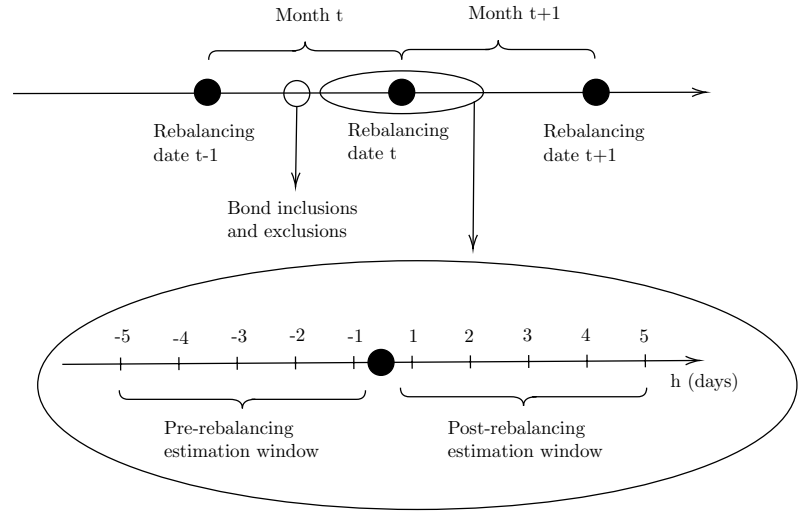 Month t
Month t+1
Rebalancing
date t-1
Rebalancing
date t
Rebalancing
date t+1
Bond inclusions
and exclusions
-5 -4 -3 -2 -1 1 2 3 4 5
h (days)
Pre-rebalancing
estimation window
Post-rebalancing
estimation window